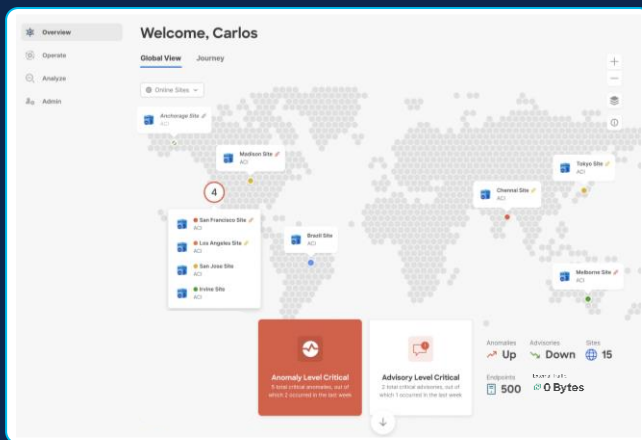 Overview
Operate
Analyze
Admin
Welcome, Carlos
Global View Journey
Online Sites
Anchorage Site
ACI
Madison Site
ACI
4
San Francisco Site
ACI
Los Angeles Site
ACI
San Jose Site
ACI
Irvine Site
ACI
Brazil Site
ACI
Chennai Site
ACI
Tokyo Site
ACI
Melborne Site
ACI
Anomaly Level Critical
5 total critical anomalies, out of
which 2 occurred in the last week
Advisory Level Critical
2 total critical advisories, out of
which 1 occurred in the last week
Anomalies Advisories Sites
Up Down 15
Endpoints
500 0 Bytes